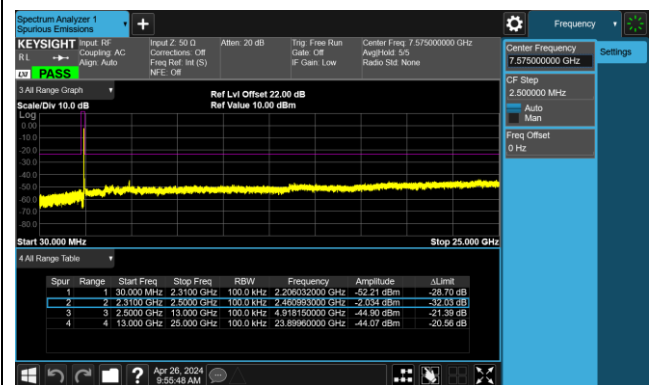 Spectrum Analyzer 1
Spurious Emissions
Frequency
KEYSIGHT
Input: RF
Coupling: AC
Align: Auto
Input Z: 50 Ω
Corrections: Off
Freq Ref: Int (S)
NFE: Off
Atten: 20 dB
Trig: Free Run
Gate: Off
IF Gain: Low
Center Freq: 7.575000000 GHz
Avg|Hold: 5/5
Radio Std: None
RL
LXI
PASS
3 All Range Graph
Scale/Div 10.0 dB
Ref Lvl Offset 22.00 dB
Ref Value 10.00 dBm
Log
0.00
-10.0
-20.0
-30.0
-40.0
-50.0
-60.0
-70.0
-80.0
Start 30.000 MHz
Stop 25.000 GHz
4 All Range Table
Spur Range Start Freq Stop Freq RBW Frequency Amplitude ΔLimit
1 1 30.000 MHz 2.3100 GHz 100.0 kHz 2.206032000 GHz -52.21 dBm -28.70 dB
2 2 2.3100 GHz 2.5000 GHz 100.0 kHz 2.460993000 GHz -2.034 dBm -32.03 dB
3 3 2.5000 GHz 13.000 GHz 100.0 kHz 4.918150000 GHz -44.90 dBm -21.39 dB
4 4 13.000 GHz 25.000 GHz 100.0 kHz 23.89960000 GHz -44.07 dBm -20.56 dB
Center Frequency
7.575000000 GHz
Settings
CF Step
2.500000 MHz
Auto
Man
Freq Offset
0 Hz
?
Apr 26, 2024
9:55:48 AM